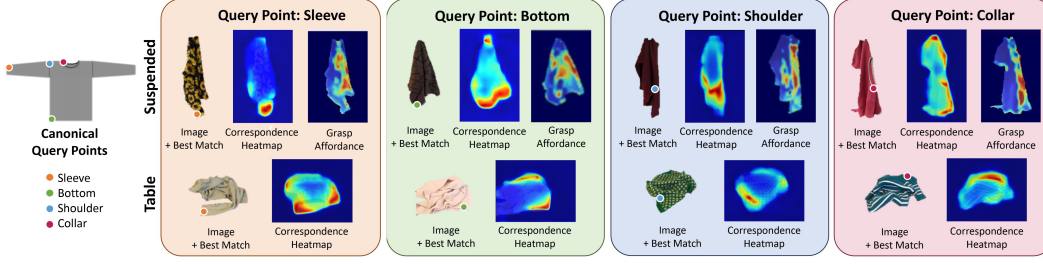 Canonical
Query Points
Sleeve
Bottom
Shoulder
Collar
Suspended
Table
Query Point: Sleeve
Image
+ Best Match
Correspondence
Heatmap
Grasp
Affordance
Image
+ Best Match
Correspondence
Heatmap
Query Point: Bottom
Image
+ Best Match
Correspondence
Heatmap
Grasp
Affordance
Image
+ Best Match
Correspondence
Heatmap
Query Point: Shoulder
Image
+ Best Match
Correspondence
Heatmap
Grasp
Affordance
Image
+ Best Match
Correspondence
Heatmap
Query Point: Collar
Image
+ Best Match
Correspondence
Heatmap
Grasp
Affordance
Image
+ Best Match
Correspondence
Heatmap